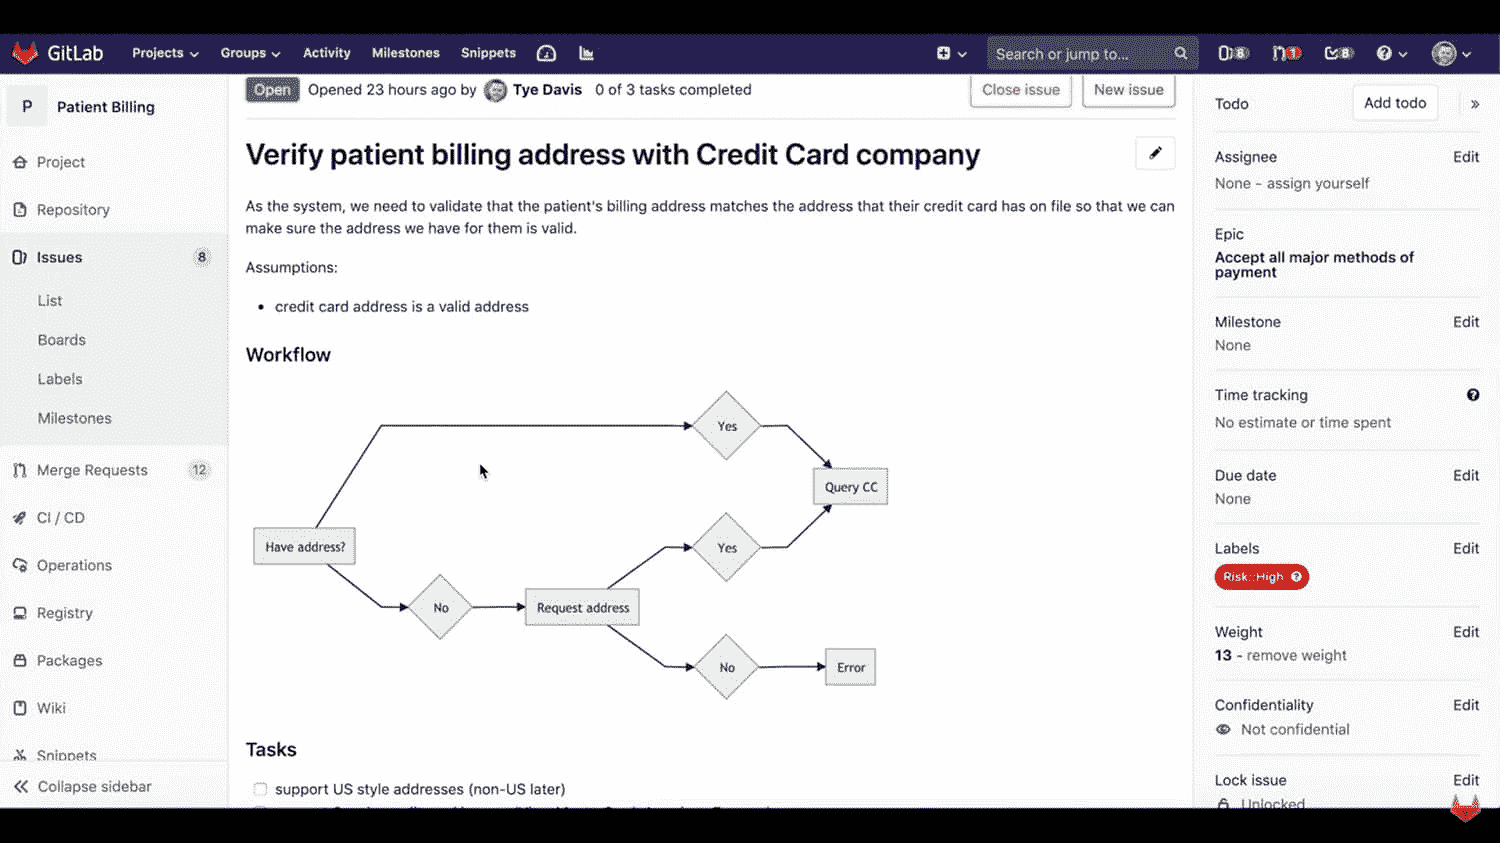 GitLab Projects Groups Activity Milestones Snippets Search or jump to... 8 1 8
Open Opened 23 hours ago by Tye Davis 0 of 3 tasks completed Close issue New issue
P Patient Billing
Project
Repository
Issues 8
List
Boards
Labels
Milestones
Merge Requests 12
CI / CD
Operations
Registry
Packages
Wiki
Snippets
Collapse sidebar
Verify patient billing address with Credit Card company
As the system, we need to validate that the patient's billing address matches the address that their credit card has on file so that we can
make sure the address we have for them is valid.
Assumptions:
• credit card address is a valid address
Workflow
Yes
Query CC
Have address?
Yes
No
Request address
No
Error
Tasks
support US style addresses (non-US later)
Todo Add todo
Assignee Edit
None - assign yourself
Epic
Accept all major methods of
payment
Milestone Edit
None
Time tracking
No estimate or time spent
Due date Edit
None
Labels Edit
Risk::High
Weight Edit
13 - remove weight
Confidentiality Edit
Not confidential
Lock issue Edit
Unlocked